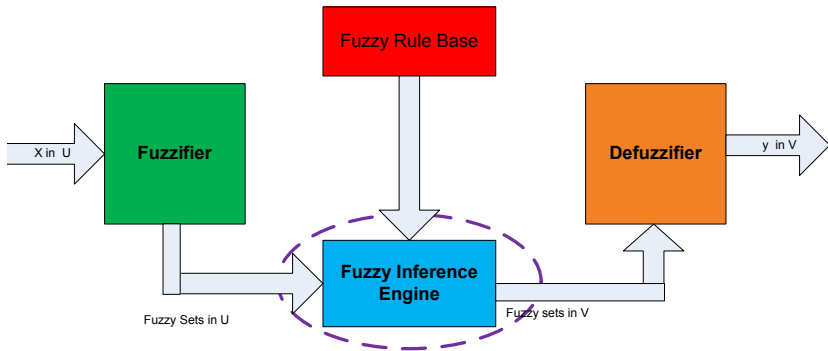 Fuzzy Rule Base
X in U
Fuzzifier
Defuzzifier
y in V
Fuzzy Inference
Engine
Fuzzy Sets in U
Fuzzy sets in V